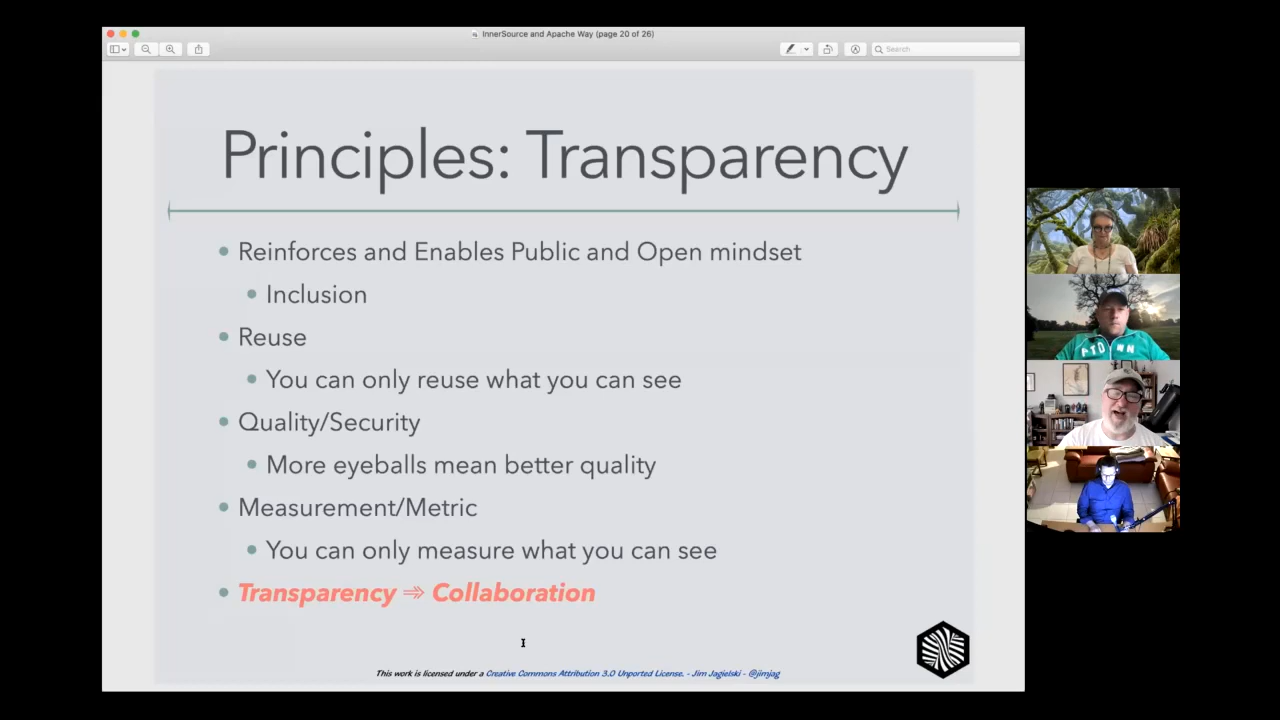 InnerSource and Apache Way (page 20 of 26)
Search
Principles: Transparency
Reinforces and Enables Public and Open mindset
Inclusion
Reuse
You can only reuse what you can see
Quality/Security
More eyeballs mean better quality
Measurement/Metric
You can only measure what you can see
Transparency ⇒ Collaboration
This work is licensed under a Creative Commons Attribution 3.0 Unported License. - Jim Jagielski - @jimjag